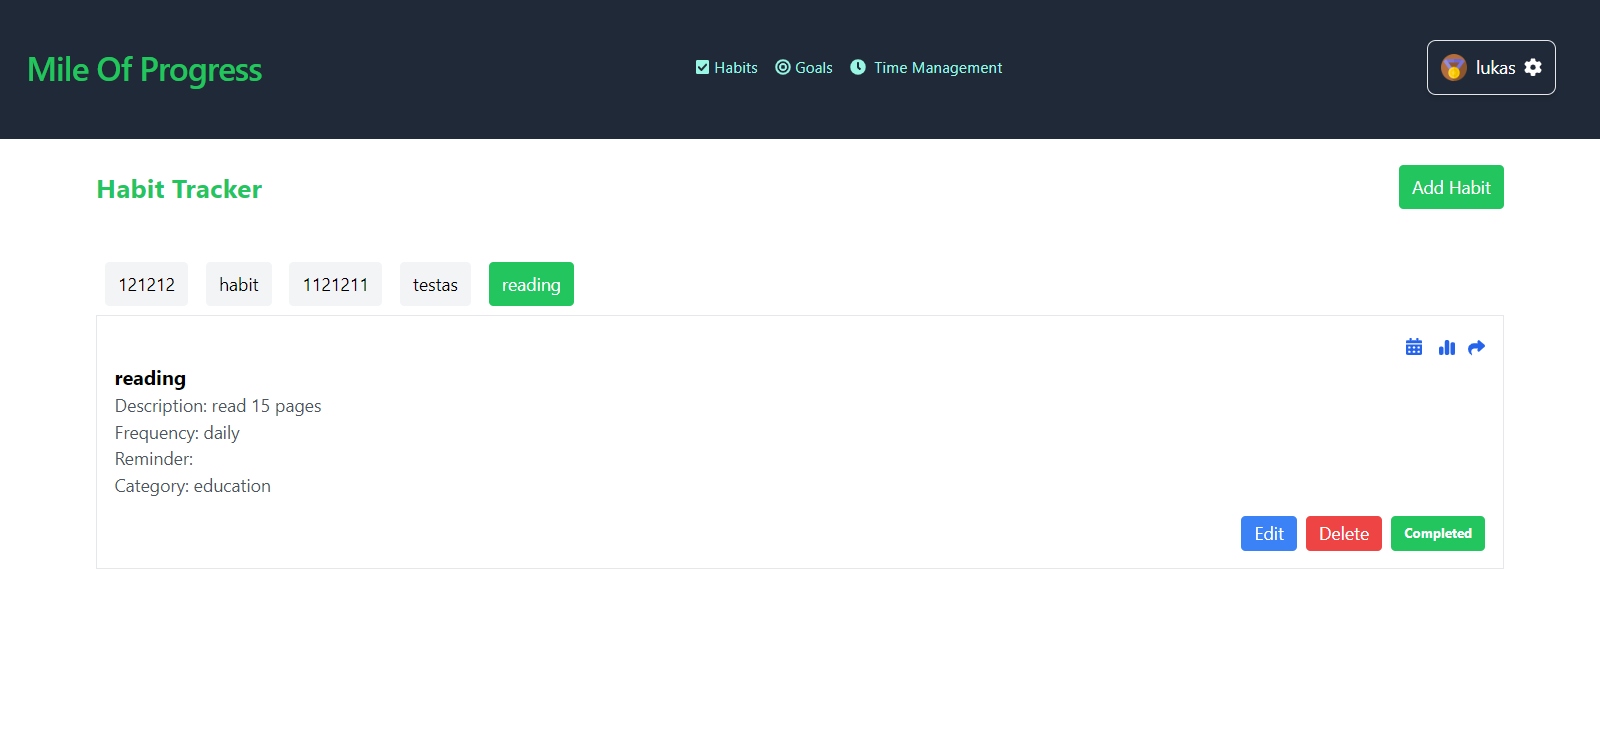 Mile Of Progress
Habits Goals Time Management
lukas
Habit Tracker
Add Habit
121212 habit 1121211 testas reading
reading
Description: read 15 pages
Frequency: daily
Reminder:
Category: education
Edit Delete Completed